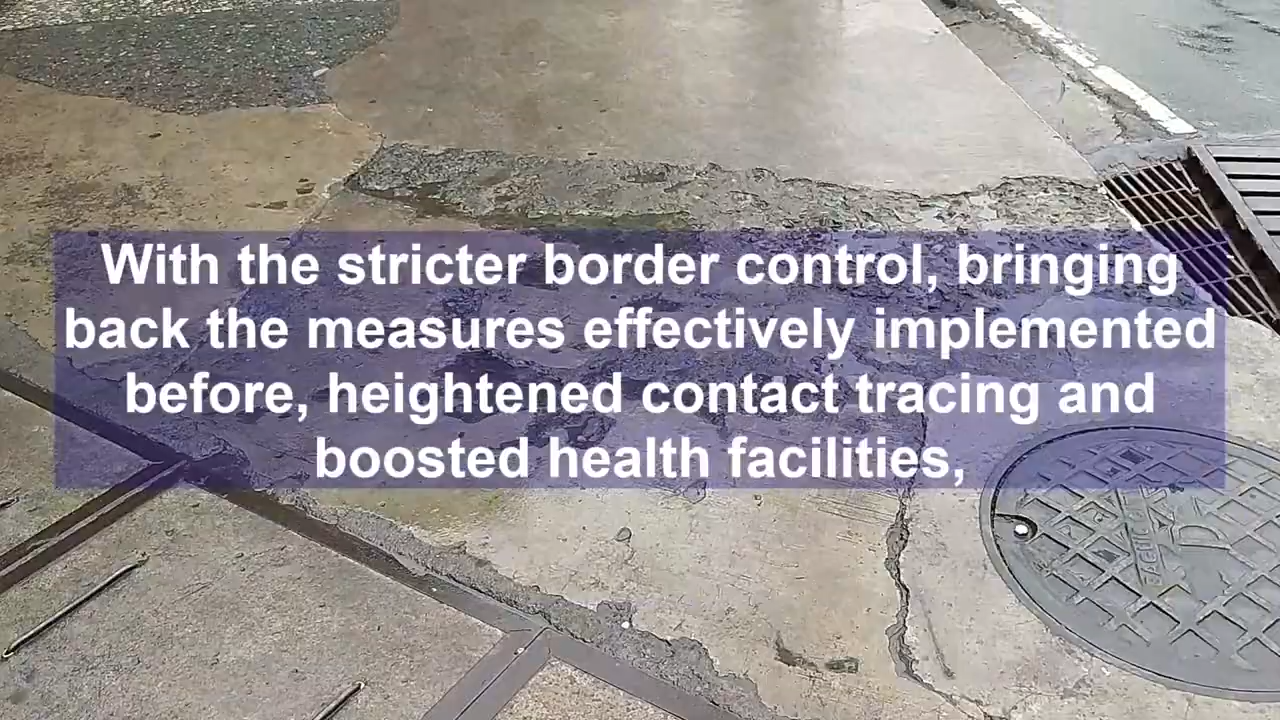 With the stricter border control, bringing
back the measures effectively implemented
before, heightened contact tracing and
boosted health facilities,